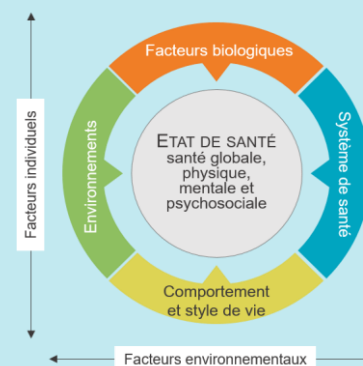 Facteurs biologiques
Facteurs individuels
Environnements
ETAT DE SANTÉ
santé globale,
physique,
mentale et
psychosociale
Système de santé
Comportement
et style de vie
Facteurs environnementaux